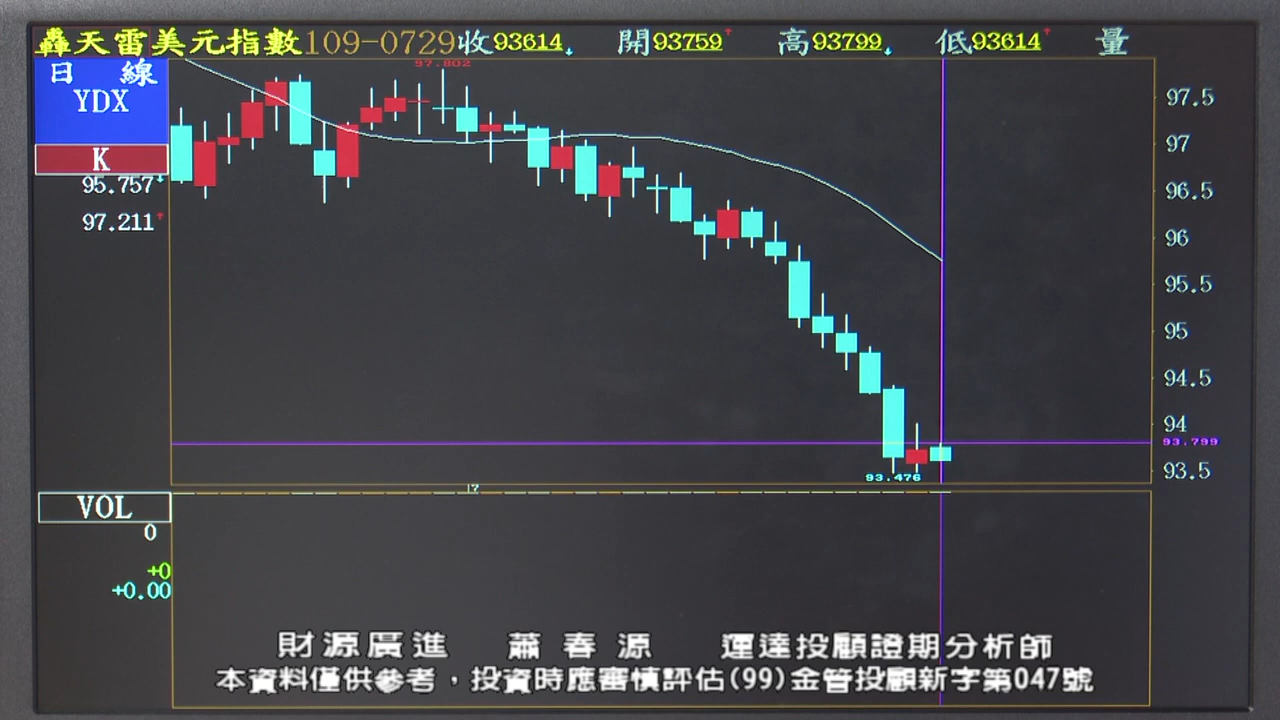 轟天雷美元指數109-0729收93614↓ 開93759↑ 高93799↓ 低93614↑ 量
日 線
YDX
K
95.757↓
97.211↑
97.802
97.5
97
96.5
96
95.5
95
94.5
94
93.799
93.5
93.476
7
VOL
0
+0
+0.00
財源廣進 蕭春源 運達投顧證期分析師
本資料僅供參考，投資時應審慎評估(99)金管投顧新字第047號